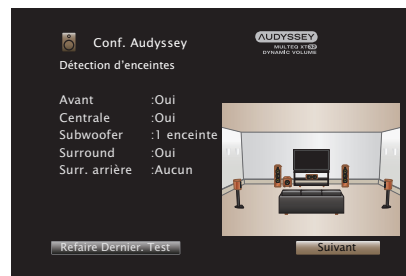 Conf. Audyssey
AUDYSSEY
MULTEQ XT32
DYNAMIC VOLUME
Détection d'enceintes
Avant :Oui
Centrale :Oui
Subwoofer :1 enceinte
Surround :Oui
Surr. arrière :Aucun
Refaire Dernier. Test
Suivant